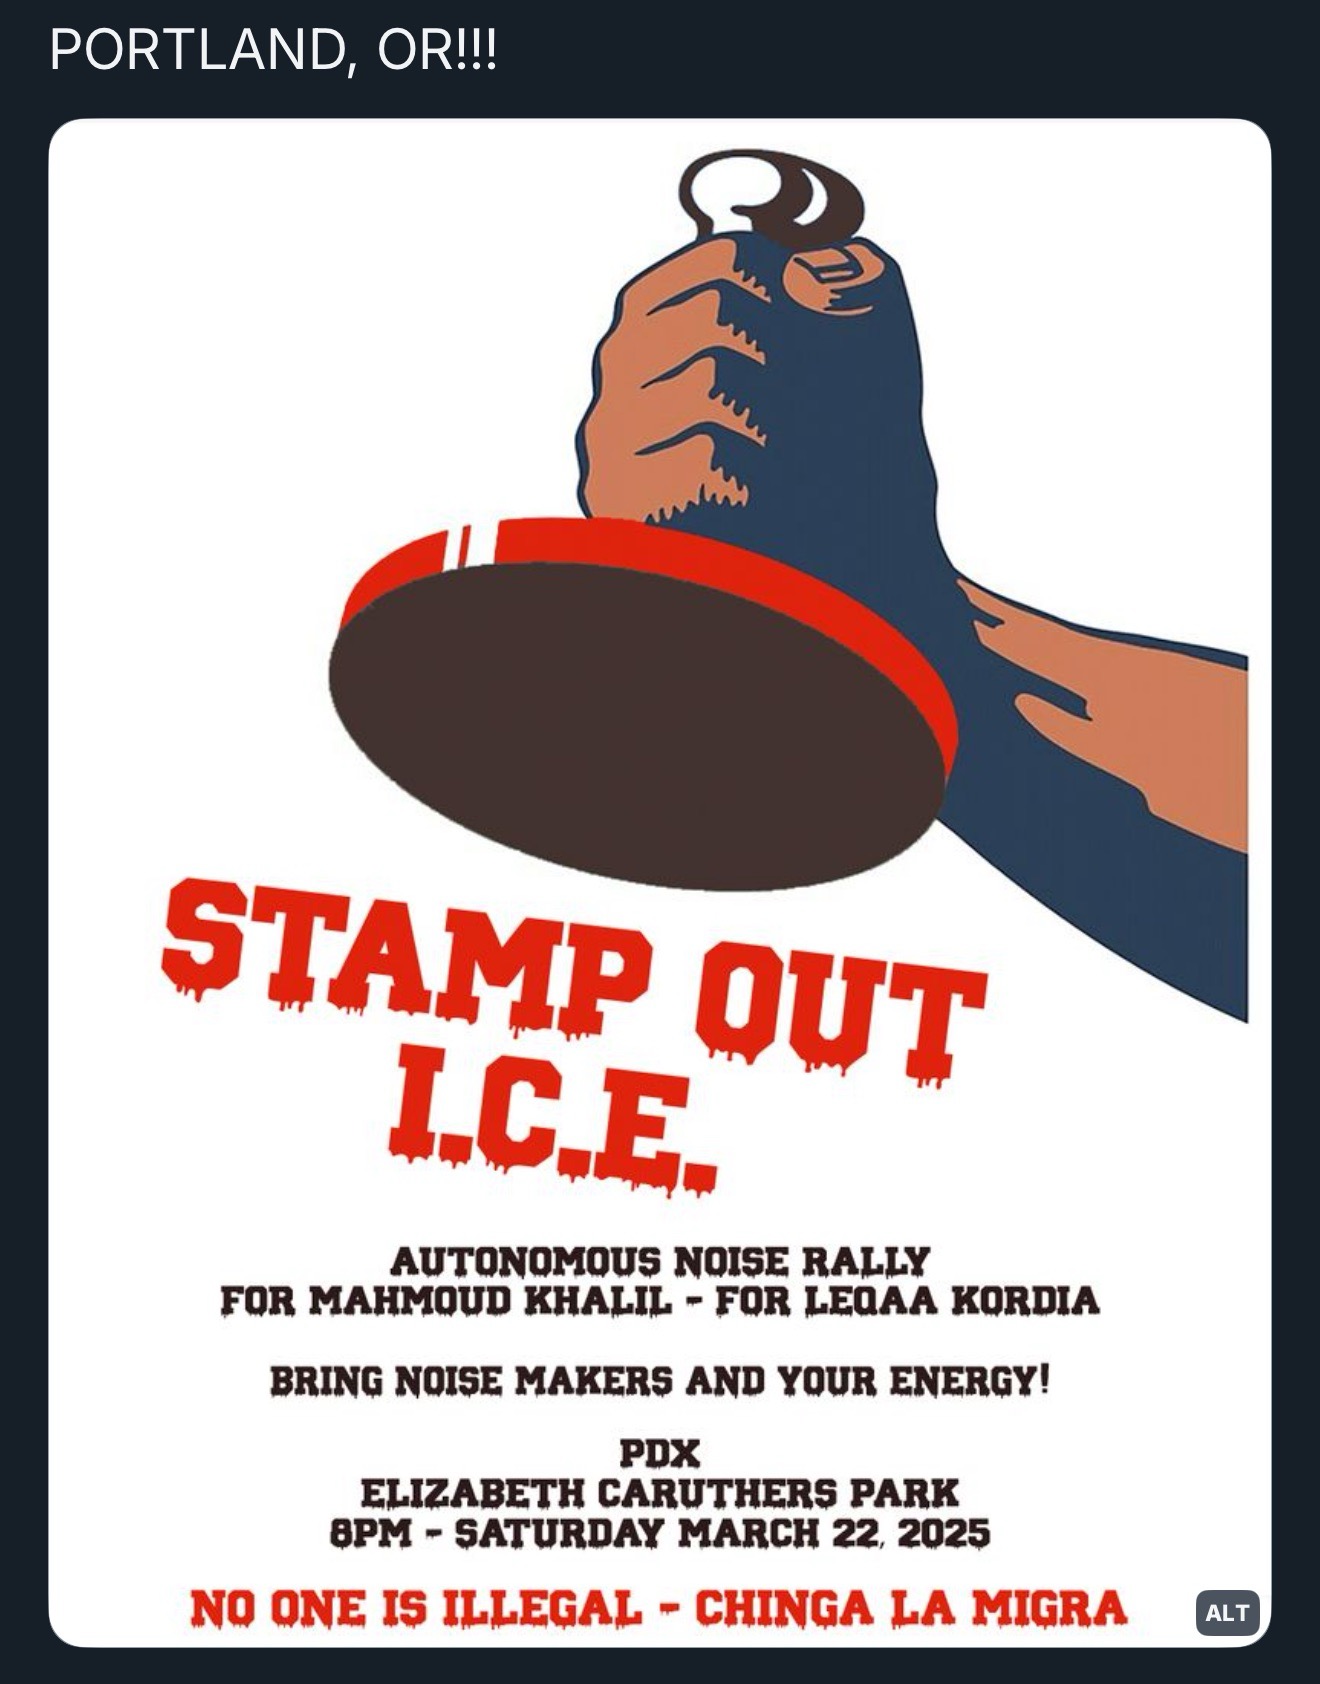 PORTLAND, OR!!!
STAMP OUT
I.C.E.
AUTONOMOUS NOISE RALLY
FOR MAHMOUD KHALIL - FOR LEQAA KORDIA
BRING NOISE MAKERS AND YOUR ENERGY!
PDX
ELIZABETH CARUTHERS PARK
8PM - SATURDAY MARCH 22, 2025
NO ONE IS ILLEGAL - CHINGA LA MIGRA
ALT